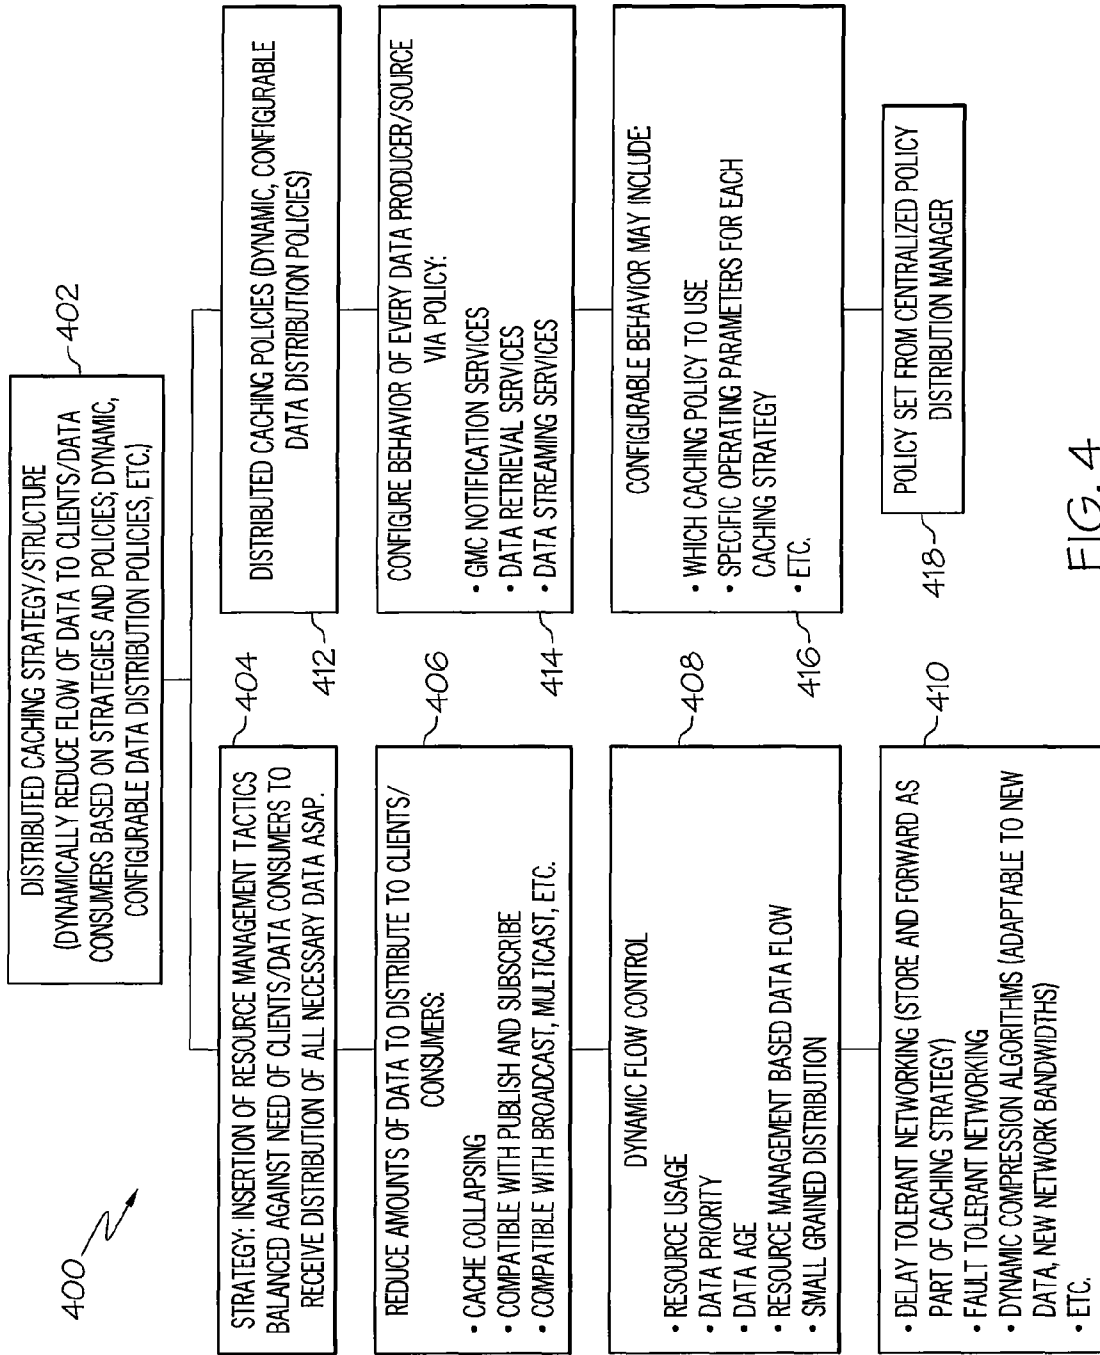 400
DISTRIBUTED CACHING STRATEGY/STRUCTURE
(DYNAMICALLY REDUCE FLOW OF DATA TO CLIENTS/DATA
CONSUMERS BASED ON STRATEGIES AND POLICIES; DYNAMIC,
CONFIGURABLE DATA DISTRIBUTION POLICIES, ETC.)
402
STRATEGY: INSERTION OF RESOURCE MANAGEMENT TACTICS
BALANCED AGAINST NEED OF CLIENTS/DATA CONSUMERS TO
RECEIVE DISTRIBUTION OF ALL NECESSARY DATA ASAP.
404
REDUCE AMOUNTS OF DATA TO DISTRIBUTE TO CLIENTS/
CONSUMERS:
• CACHE COLLAPSING
• COMPATIBLE WITH PUBLISH AND SUBSCRIBE
• COMPATIBLE WITH BROADCAST, MULTICAST, ETC.
406
DYNAMIC FLOW CONTROL
• RESOURCE USAGE
• DATA PRIORITY
• DATA AGE
• RESOURCE MANAGEMENT BASED DATA FLOW
• SMALL GRAINED DISTRIBUTION
408
• DELAY TOLERANT NETWORKING (STORE AND FORWARD AS
PART OF CACHING STRATEGY)
• FAULT TOLERANT NETWORKING
• DYNAMIC COMPRESSION ALGORITHMS (ADAPTABLE TO NEW
DATA, NEW NETWORK BANDWIDTHS)
• ETC.
410
DISTRIBUTED CACHING POLICIES (DYNAMIC, CONFIGURABLE
DATA DISTRIBUTION POLICIES)
412
CONFIGURE BEHAVIOR OF EVERY DATA PRODUCER/SOURCE
VIA POLICY:
• GMC NOTIFICATION SERVICES
• DATA RETRIEVAL SERVICES
• DATA STREAMING SERVICES
414
CONFIGURABLE BEHAVIOR MAY INCLUDE:
• WHICH CACHING POLICY TO USE
• SPECIFIC OPERATING PARAMETERS FOR EACH
CACHING STRATEGY
• ETC.
416
POLICY SET FROM CENTRALIZED POLICY
DISTRIBUTION MANAGER
418
FIG. 4